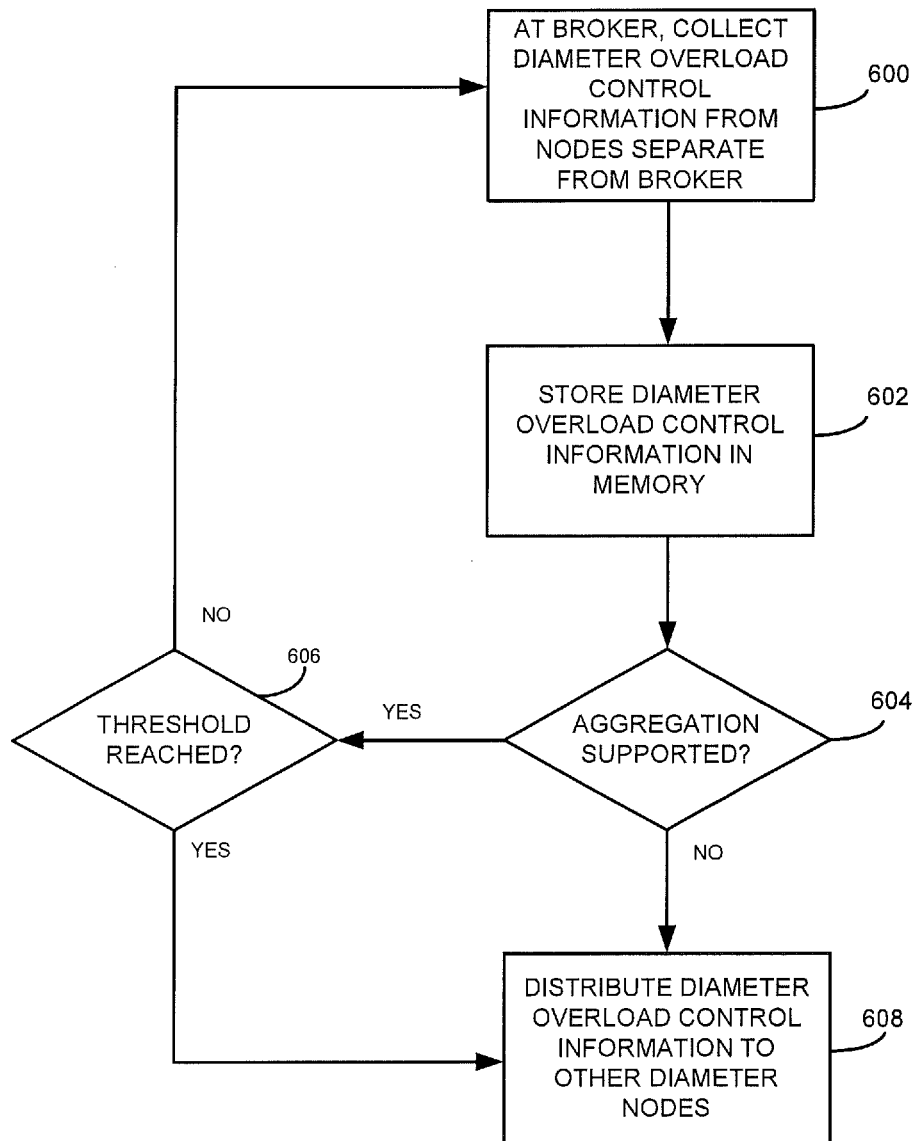 AT BROKER, COLLECT
DIAMETER OVERLOAD
CONTROL
INFORMATION FROM
NODES SEPARATE
FROM BROKER
600
STORE DIAMETER
OVERLOAD CONTROL
INFORMATION IN
MEMORY
602
NO
606
THRESHOLD
REACHED?
YES
AGGREGATION
SUPPORTED?
604
YES
NO
DISTRIBUTE DIAMETER
OVERLOAD CONTROL
INFORMATION TO
OTHER DIAMETER
NODES
608